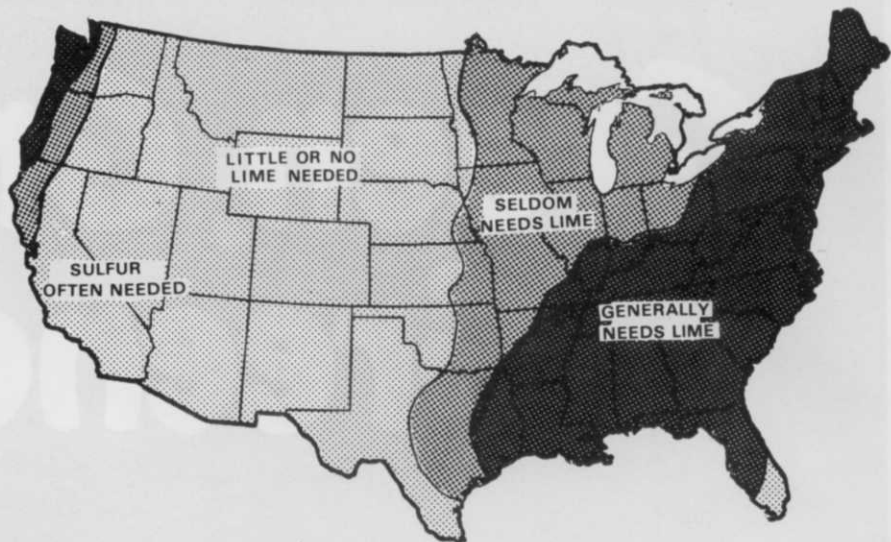 LITTLE OR NO
LIME NEEDED
SELDOM
NEEDS LIME
SULFUR
OFTEN NEEDED
GENERALLY
NEEDS LIME